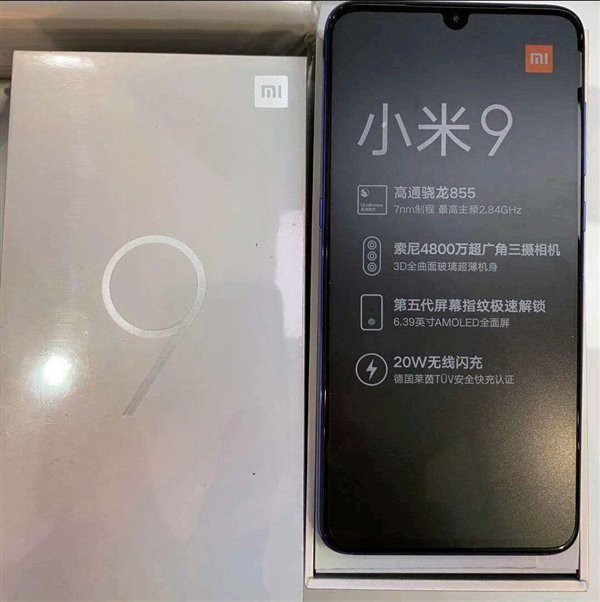 mi
9
mi
小米9
高通骁龙855
7nm制程 最高主频2.84GHz
索尼4800万超广角三摄相机
3D全曲面玻璃超薄机身
第五代屏幕指纹极速解锁
6.39英寸AMOLED全面屏
20W无线闪充
德国莱茵TÜV安全快充认证